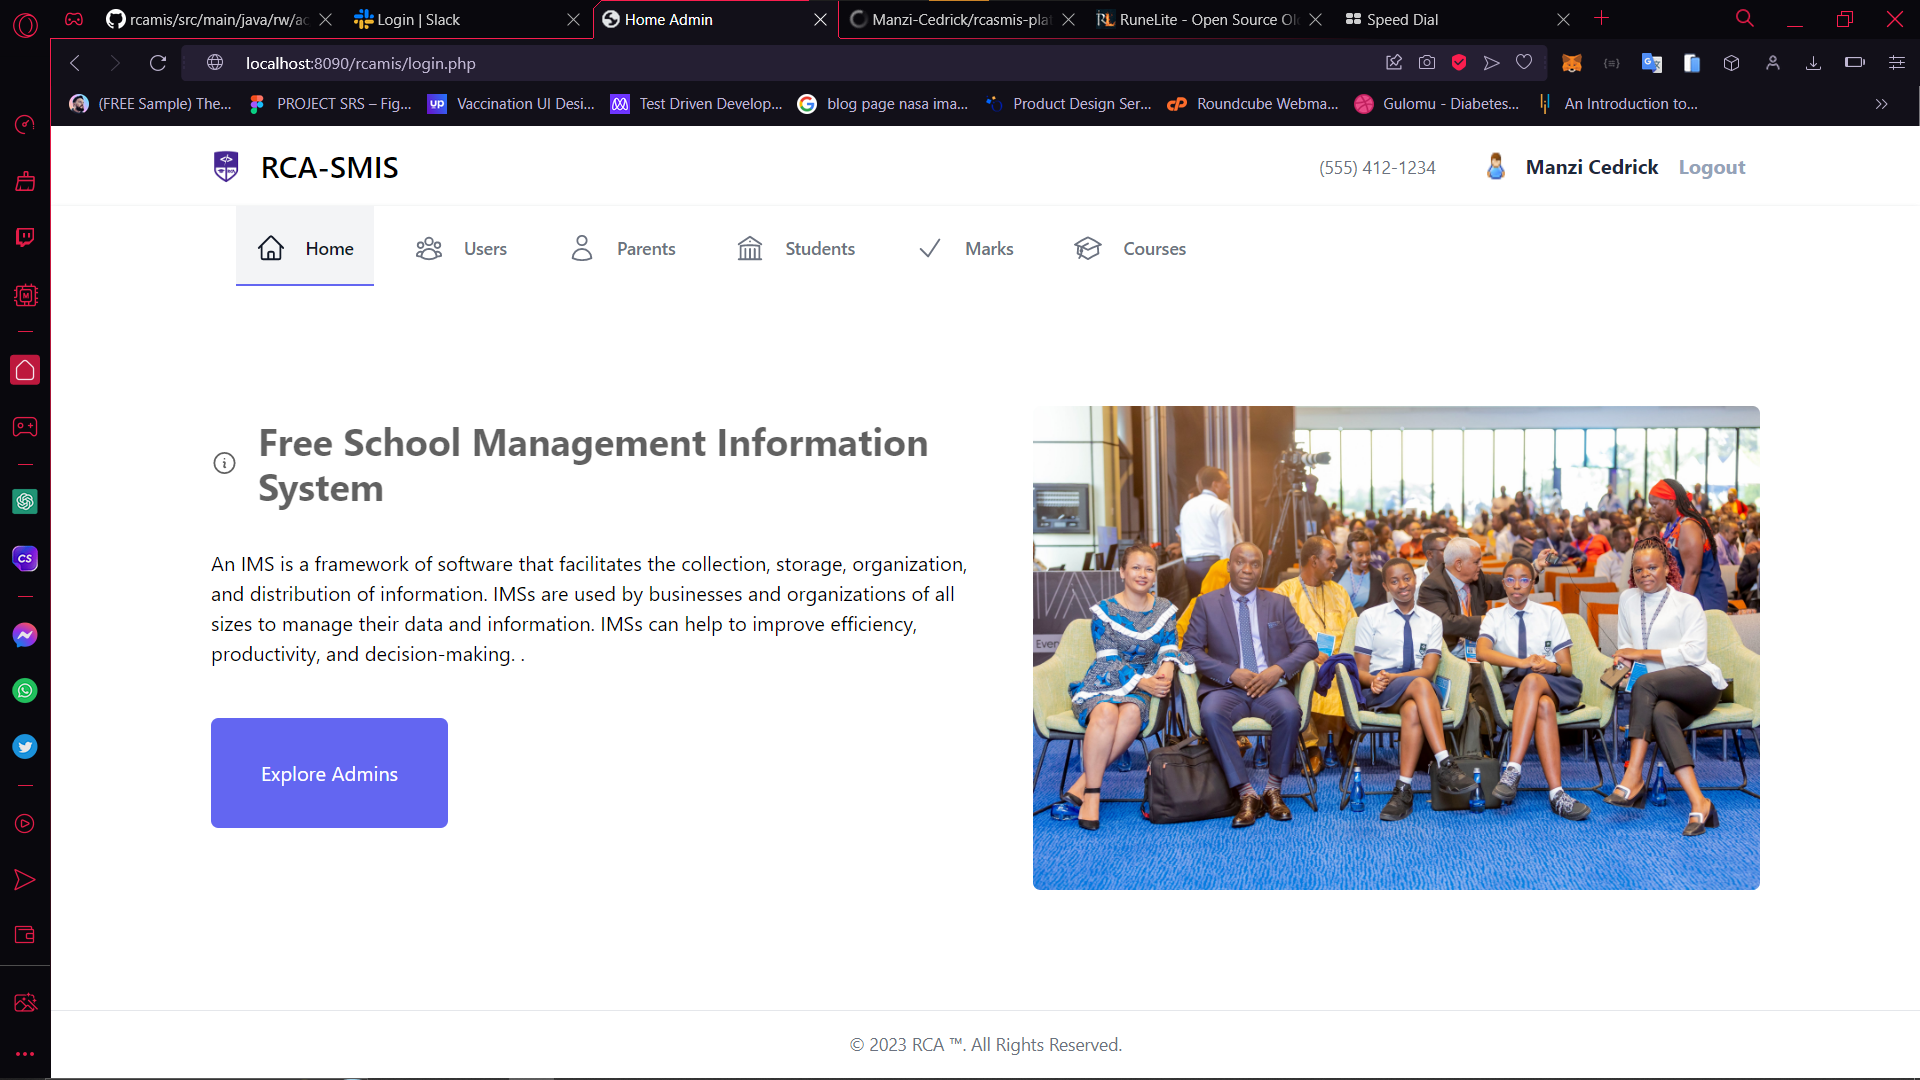 rcamis/src/main/java/rw/ac
Login | Slack
Home Admin
Manzi-Cedrick/rcasmis-plat
RuneLite - Open Source Ol
Speed Dial
localhost:8090/rcamis/login.php
(FREE Sample) The...
PROJECT SRS – Fig...
up
Vaccination UI Desi...
Test Driven Develop...
blog page nasa ima...
Product Design Ser...
cP
Roundcube Webma...
Gulomu - Diabetes...
An Introduction to...
RCA-SMIS
(555) 412-1234
Manzi Cedrick
Logout
Home
Users
Parents
Students
Marks
Courses
Free School Management Information
System
An IMS is a framework of software that facilitates the collection, storage, organization,
and distribution of information. IMSs are used by businesses and organizations of all
sizes to manage their data and information. IMSs can help to improve efficiency,
productivity, and decision-making. .
Explore Admins
CS
© 2023 RCA ™. All Rights Reserved.